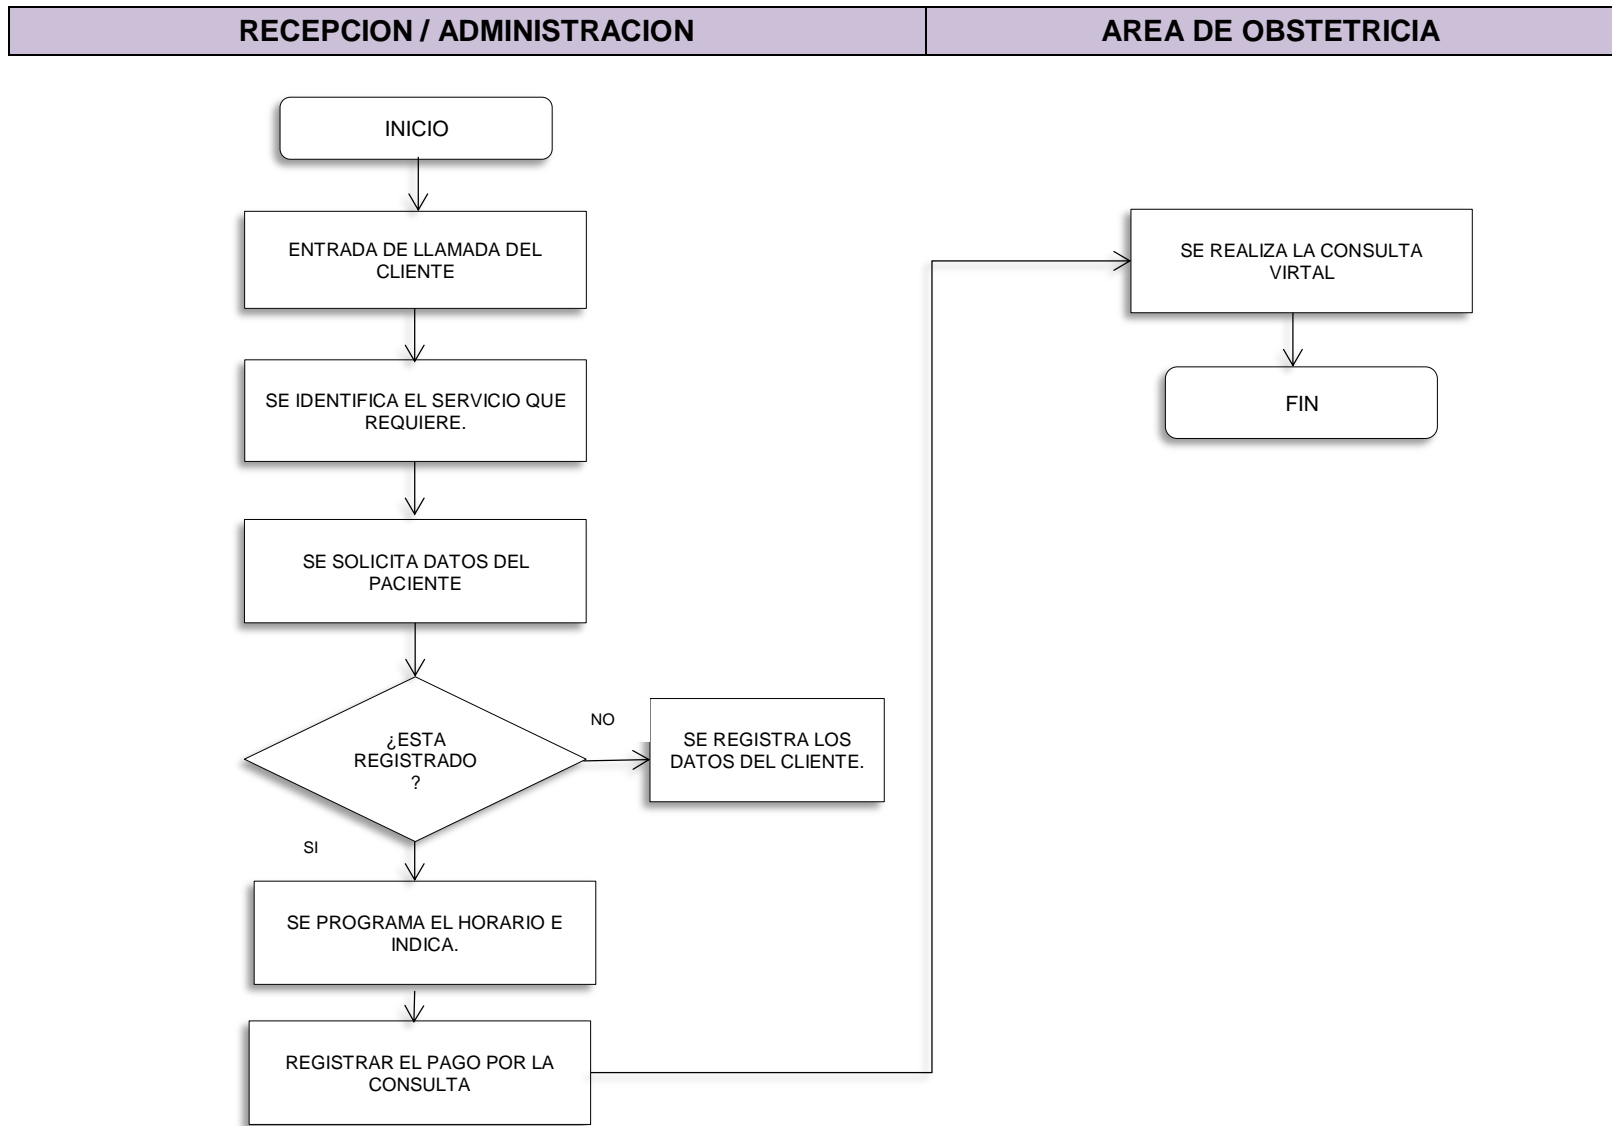 RECEPCION / ADMINISTRACION
AREA DE OBSTETRICIA
INICIO
ENTRADA DE LLAMADA DEL
CLIENTE
SE IDENTIFICA EL SERVICIO QUE
REQUIERE.
SE SOLICITA DATOS DEL
PACIENTE
¿ESTA
REGISTRADO
?
NO
SE REGISTRA LOS
DATOS DEL CLIENTE.
SI
SE PROGRAMA EL HORARIO E
INDICA.
REGISTRAR EL PAGO POR LA
CONSULTA
SE REALIZA LA CONSULTA
VIRTAL
FIN